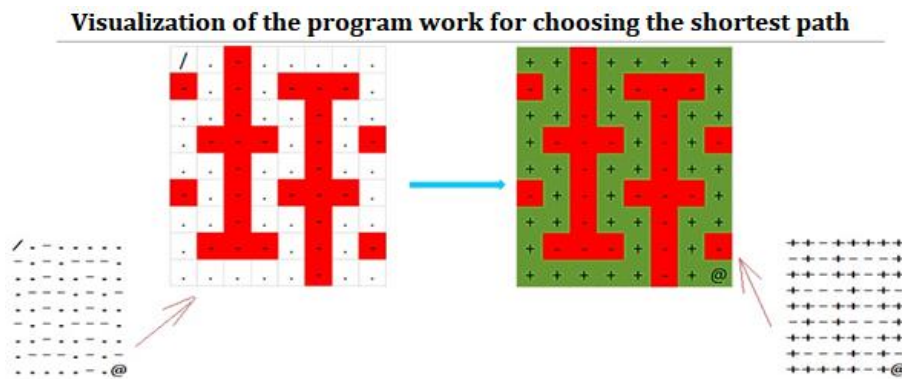 Visualization of the program work for choosing the shortest path
/ . - . . . . .
- . - . - - - .
. . - . . - . .
. - - - . - . -
. . - . . - . .
- . - . - - - .
. . - . . - . .
. - - - . - . -
. . . . . - .
+ + - + + + + +
- + - + - - - +
+ + - + + - + +
+ - - - + - + -
+ + - + + - + +
- + - + - - - +
+ + - + + - + +
+ - - - + - + -
+ + + + + - + @
/ . - . . . . .
- . - . - - - .
. . - . . - . .
. - - - . - . -
. . - . . - . .
- . - . - - - .
. . - . . - . .
. - - - . - . -
. . . . . - . @
+ + - + + + + +
- + - + - - - +
+ + - + + - + +
+ - - - + - + -
+ + - + + - + +
- + - + - - - +
+ + - + + - + +
+ - - - + - + -
+ + + + + - + @